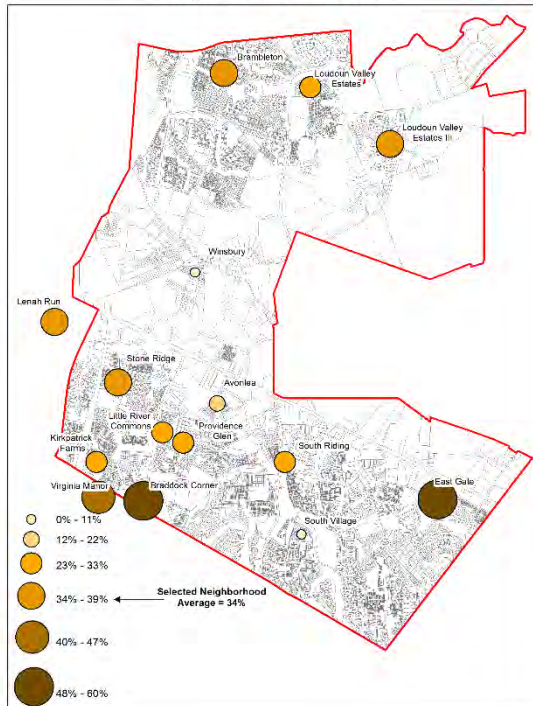 Brambleton
Loudoun Valley
Estates
Loudoun Valley
Estates III
Winsbury
Lenah Run
Stone Ridge
Avonlea
Little River
Commons
Providence
Glen
Kirkpatrick
Farms
South Riding
Virginia Manor
Braddock Corner
East Gate
South Village
0% - 11%
12% - 22%
23% - 33%
34% - 39%
Selected Neighborhood
Average = 34%
40% - 47%
48% - 60%